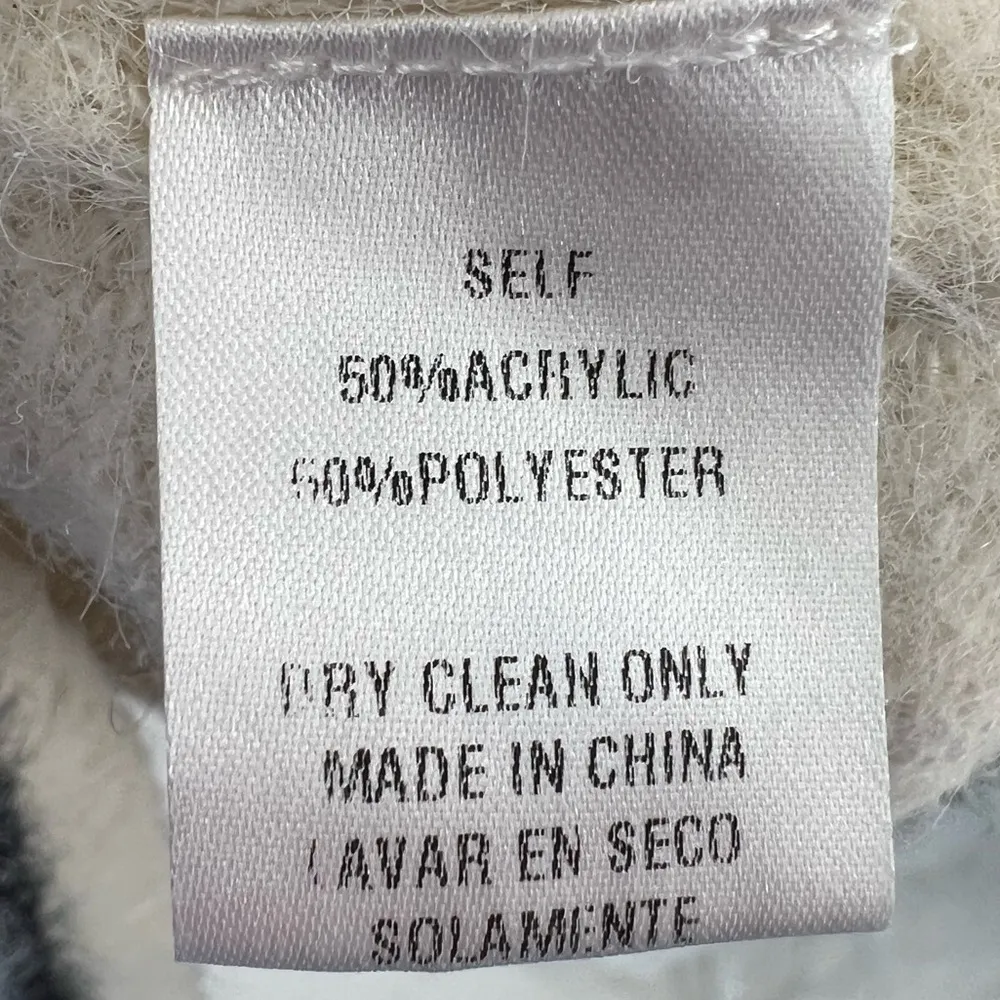 SELF
50%ACRYLIC
50%POLYESTER
DRY CLEAN ONLY
MADE IN CHINA
LAVAR EN SECO
SOLAMENTE